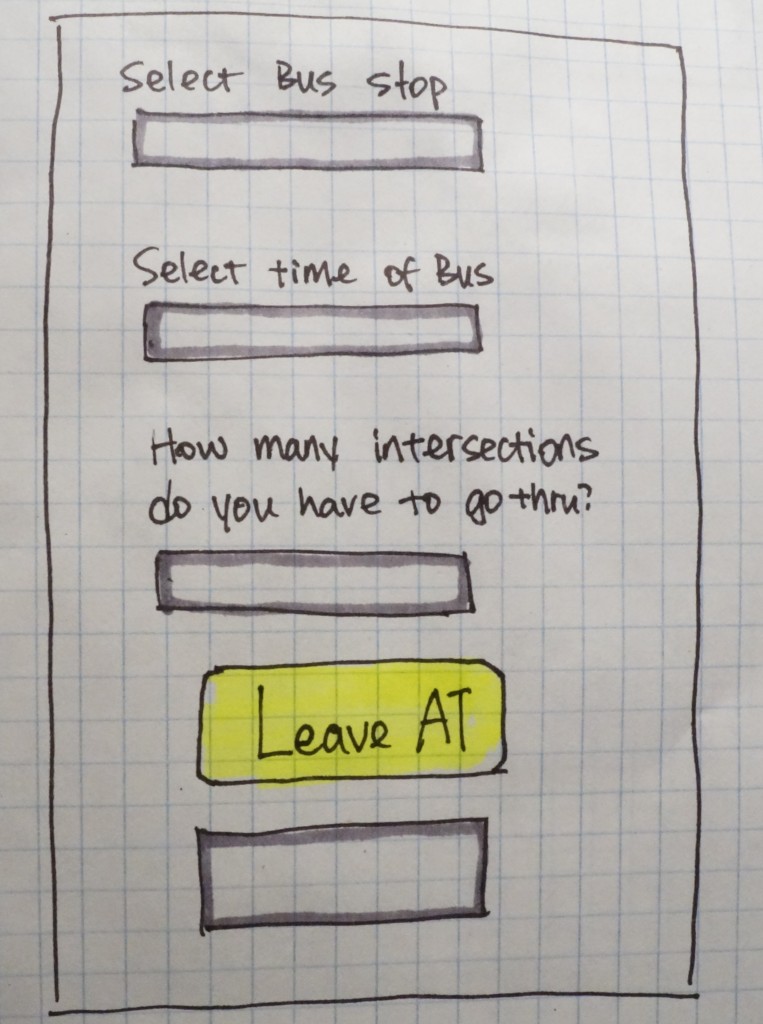 Select Bus stop
Select time of Bus
How many intersections
do you have to go thru?
Leave AT